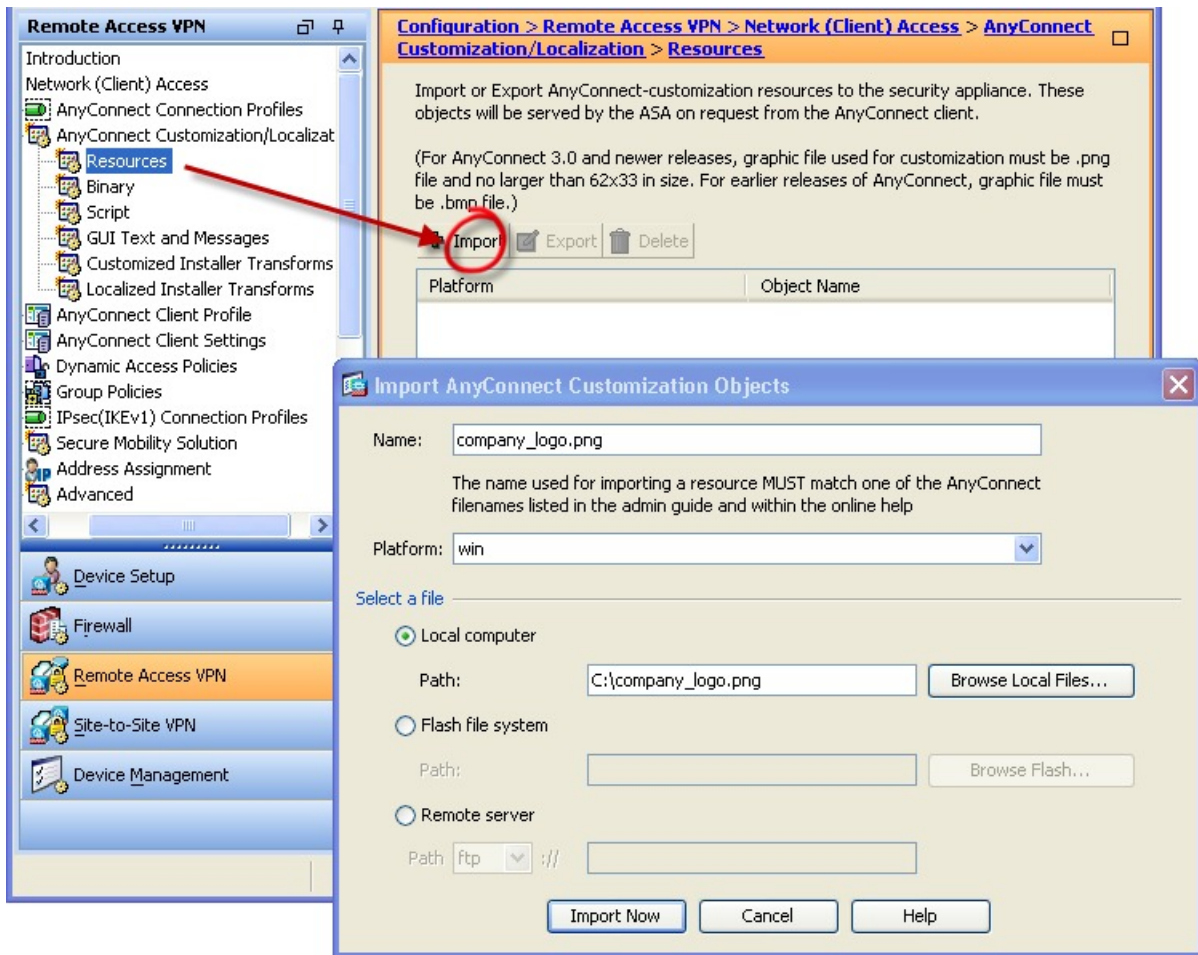 Remote Access VPN
Introduction
Network (Client) Access
AnyConnect Connection Profiles
AnyConnect Customization/Localizat
Resources
Binary
Script
GUI Text and Messages
Customized Installer Transforms
Localized Installer Transforms
AnyConnect Client Profile
AnyConnect Client Settings
Dynamic Access Policies
Group Policies
IPsec(IKEv1) Connection Profiles
Secure Mobility Solution
Address Assignment
Advanced
Device Setup
Firewall
Remote Access VPN
Site-to-Site VPN
Device Management
Configuration > Remote Access VPN > Network (Client) Access > AnyConnect
Customization/Localization > Resources
Import or Export AnyConnect-customization resources to the security appliance. These
objects will be served by the ASA on request from the AnyConnect client.
(For AnyConnect 3.0 and newer releases, graphic file used for customization must be .png
file and no larger than 62x33 in size. For earlier releases of AnyConnect, graphic file must
be .bmp file.)
Import Export Delete
Platform Object Name
Import AnyConnect Customization Objects
Name: company_logo.png
The name used for importing a resource MUST match one of the AnyConnect
filenames listed in the admin guide and within the online help
Platform: win
Select a file
Local computer
Path: C:\company_logo.png Browse Local Files...
Flash file system
Path: Browse Flash...
Remote server
Path ftp ://
Import Now Cancel Help